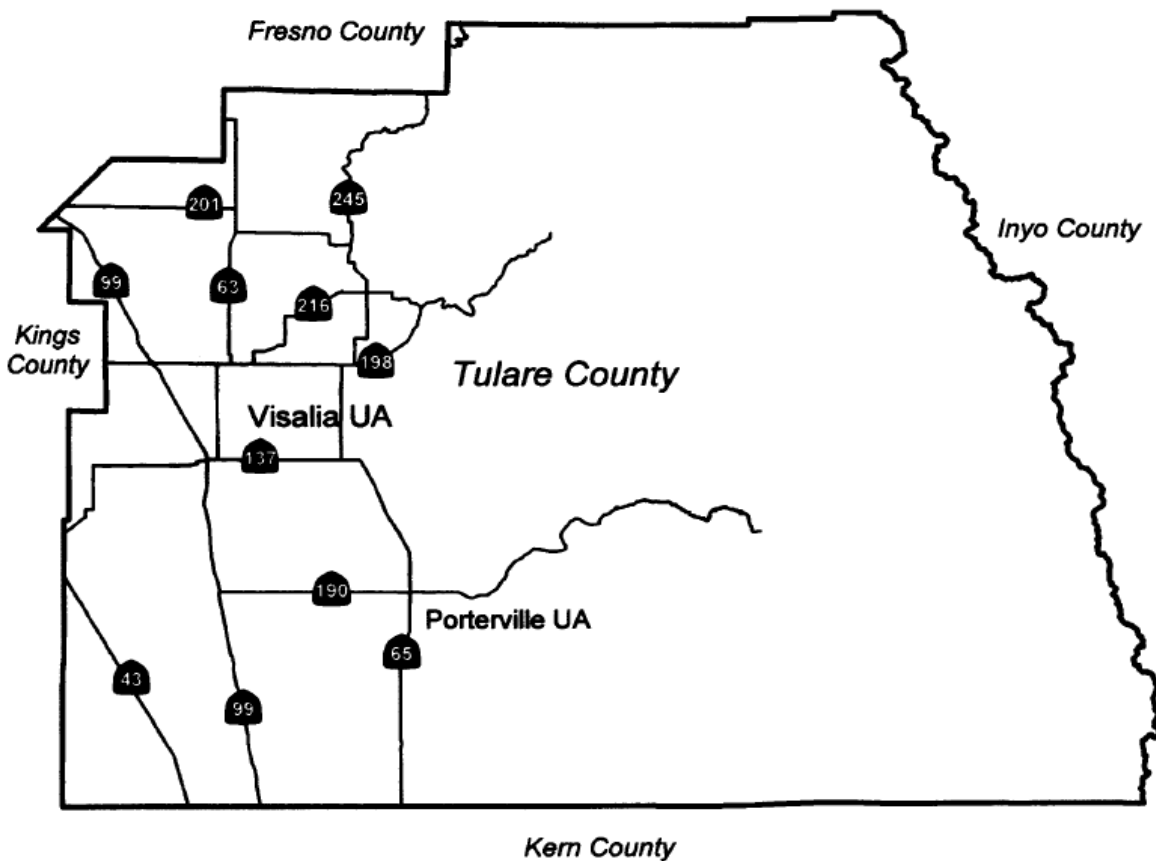 Fresno County
201
245
Inyo County
99
63
216
Kings
County
198
Tulare County
Visalia UA
137
190
Porterville UA
65
43
99
Kern County